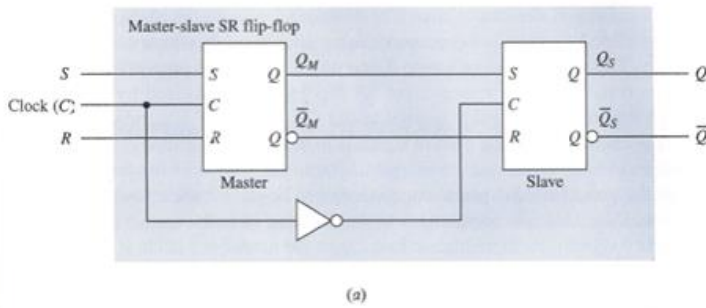 Master-slave SR flip-flop
S
Clock (C)
R
S
C
R
Q
Q
Master
Q_M
Q̅_M
S
C
R
Q
Q
Slave
Q_S
Q̅_S
Q
Q̅
(a)